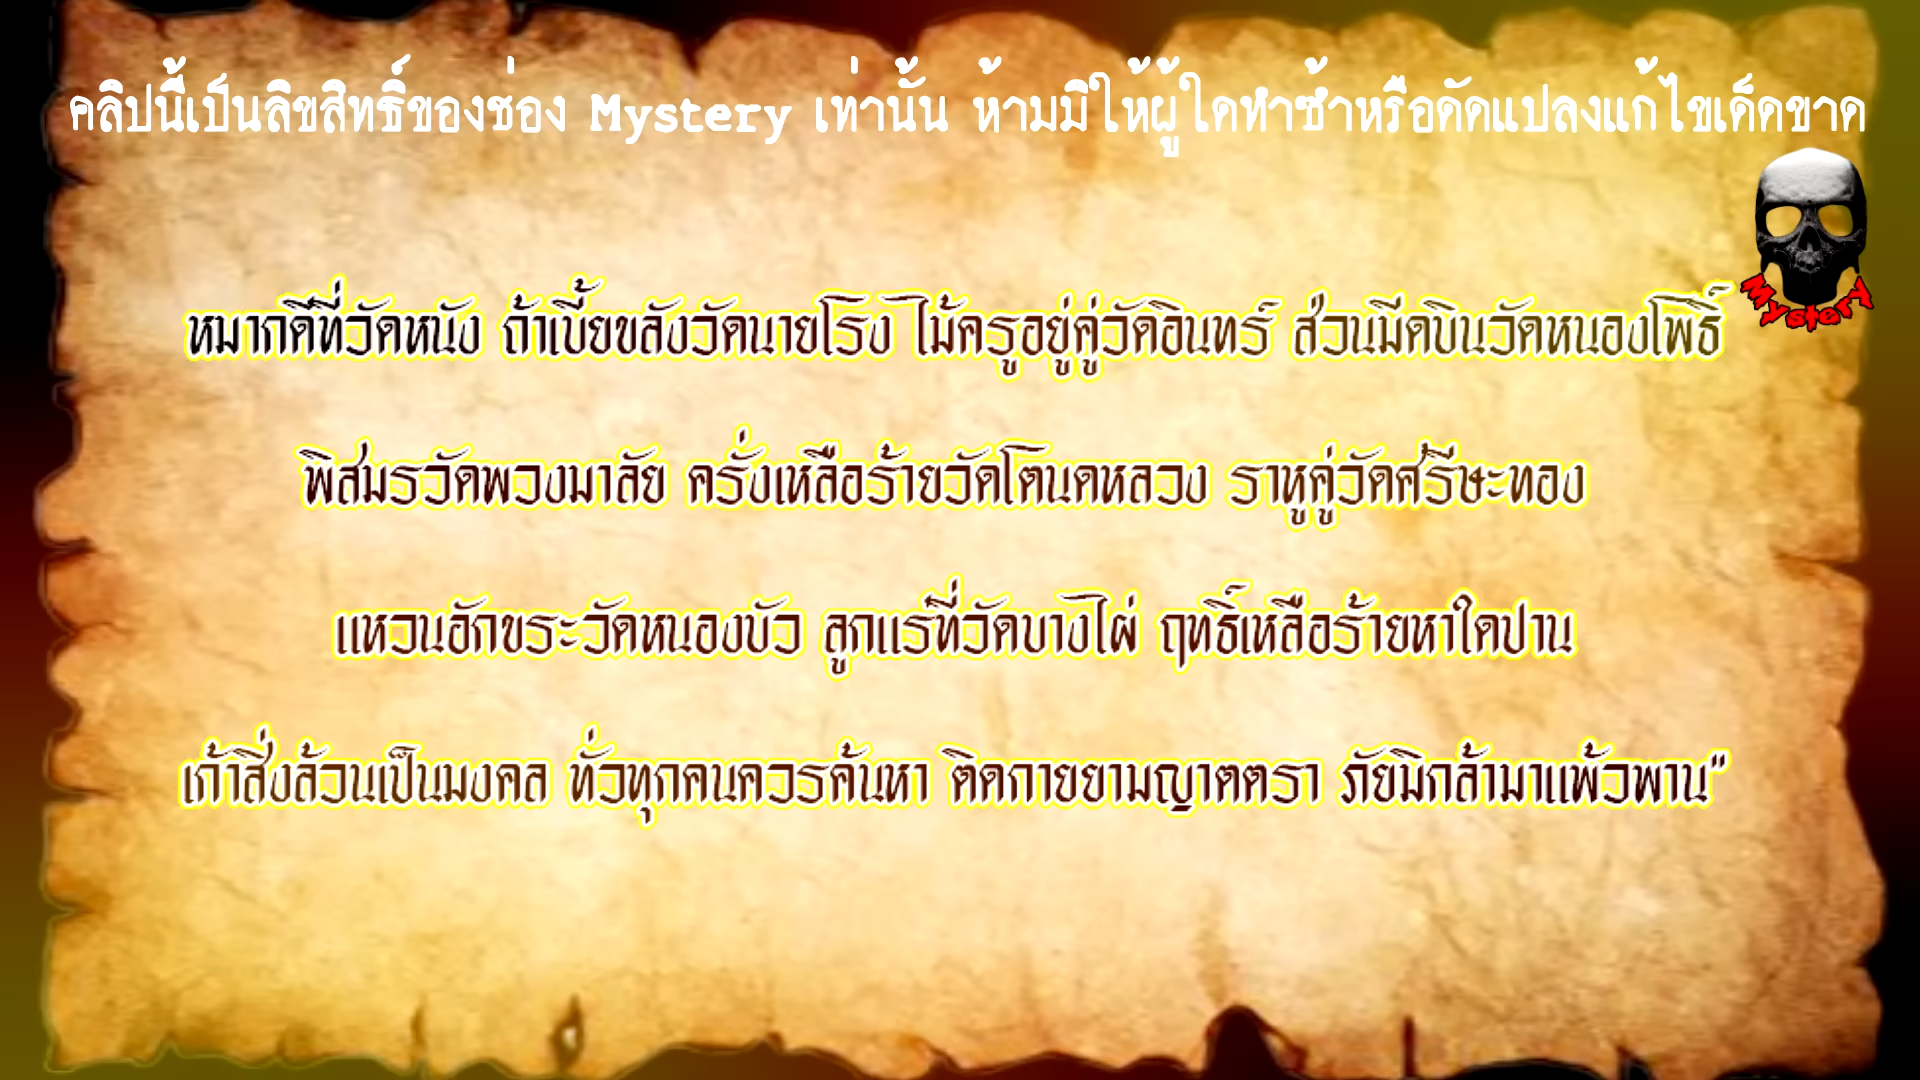 คลิปนี้เป็นลิขสิทธิ์ของช่อง Mystery เท่านั้น ห้ามมิให้ผู้ใดทำซ้ำหรือดัดแปลงแก้ไขเด็ดขาด
Mystery
หมากดีที่วัดหนัง ถ้าเบี้ยขลังวัดนายโรง ไม้ครูอยู่คู่วัดอินทร์ ส่วนมีดบินวัดหนองโพธิ์
พิสมรวัดพวงมาลัย ครั่งเหลือร้ายวัดโตนดหลวง ราหูคู่วัดศรีษะทอง
แหวนอักขระวัดหนองบัว ลูกแร่ที่วัดบางไผ่ ฤทธิ์เหลือร้ายหาใดปาน
เก้าสิ่งล้วนเป็นมงคล ทั่วทุกคนควรค้นหา ติดกายยามญาตตรา ภัยมิกล้ามาแพ้วพาน"